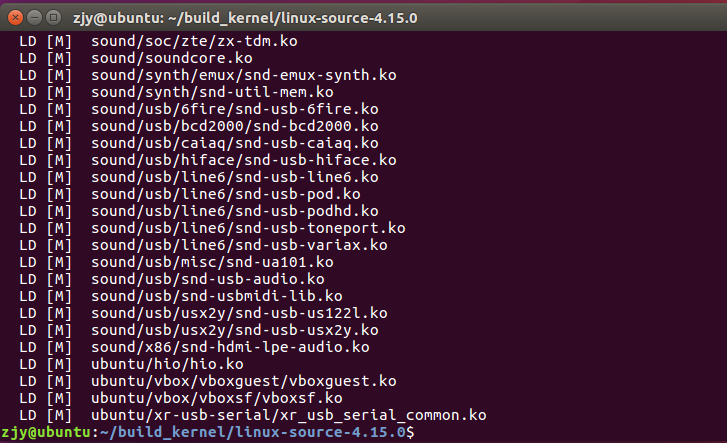 zjy@ubuntu: ~/build_kernel/linux-source-4.15.0
LD [M]  sound/soc/zte/zx-tdm.ko
LD [M]  sound/soundcore.ko
LD [M]  sound/synth/emux/snd-emux-synth.ko
LD [M]  sound/synth/snd-util-mem.ko
LD [M]  sound/usb/6fire/snd-usb-6fire.ko
LD [M]  sound/usb/bcd2000/snd-bcd2000.ko
LD [M]  sound/usb/caiaq/snd-usb-caiaq.ko
LD [M]  sound/usb/hiface/snd-usb-hiface.ko
LD [M]  sound/usb/line6/snd-usb-line6.ko
LD [M]  sound/usb/line6/snd-usb-pod.ko
LD [M]  sound/usb/line6/snd-usb-podhd.ko
LD [M]  sound/usb/line6/snd-usb-toneport.ko
LD [M]  sound/usb/line6/snd-usb-variax.ko
LD [M]  sound/usb/misc/snd-ua101.ko
LD [M]  sound/usb/snd-usb-audio.ko
LD [M]  sound/usb/snd-usbmidi-lib.ko
LD [M]  sound/usb/usx2y/snd-usb-us122l.ko
LD [M]  sound/usb/usx2y/snd-usb-usx2y.ko
LD [M]  sound/x86/snd-hdmi-lpe-audio.ko
LD [M]  ubuntu/hio/hio.ko
LD [M]  ubuntu/vbox/vboxguest/vboxguest.ko
LD [M]  ubuntu/vbox/vboxsf/vboxsf.ko
LD [M]  ubuntu/xr-usb-serial/xr_usb_serial_common.ko
zjy@ubuntu:~/build_kernel/linux-source-4.15.0$